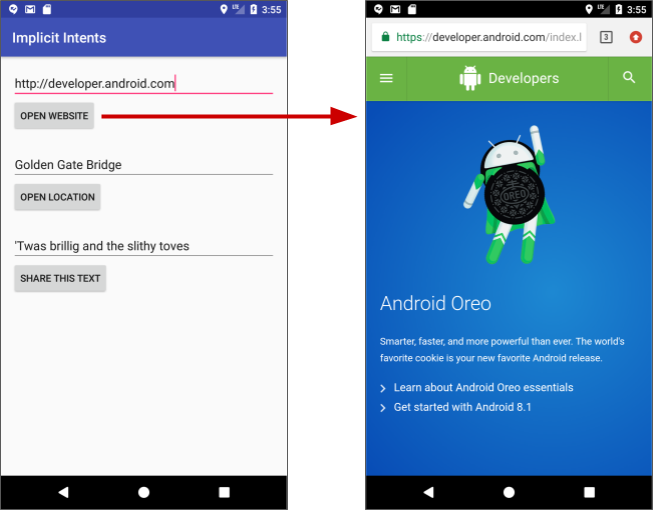 3:55
Implicit Intents
http://developer.android.com
OPEN WEBSITE
Golden Gate Bridge
OPEN LOCATION
'Twas brillig and the slithy toves
SHARE THIS TEXT
LTE 3:55
https://developer.android.com/index.
3
Developers
OREO
Android Oreo
Smarter, faster, and more powerful than ever. The world's
favorite cookie is your new favorite Android release.
Learn about Android Oreo essentials
Get started with Android 8.1